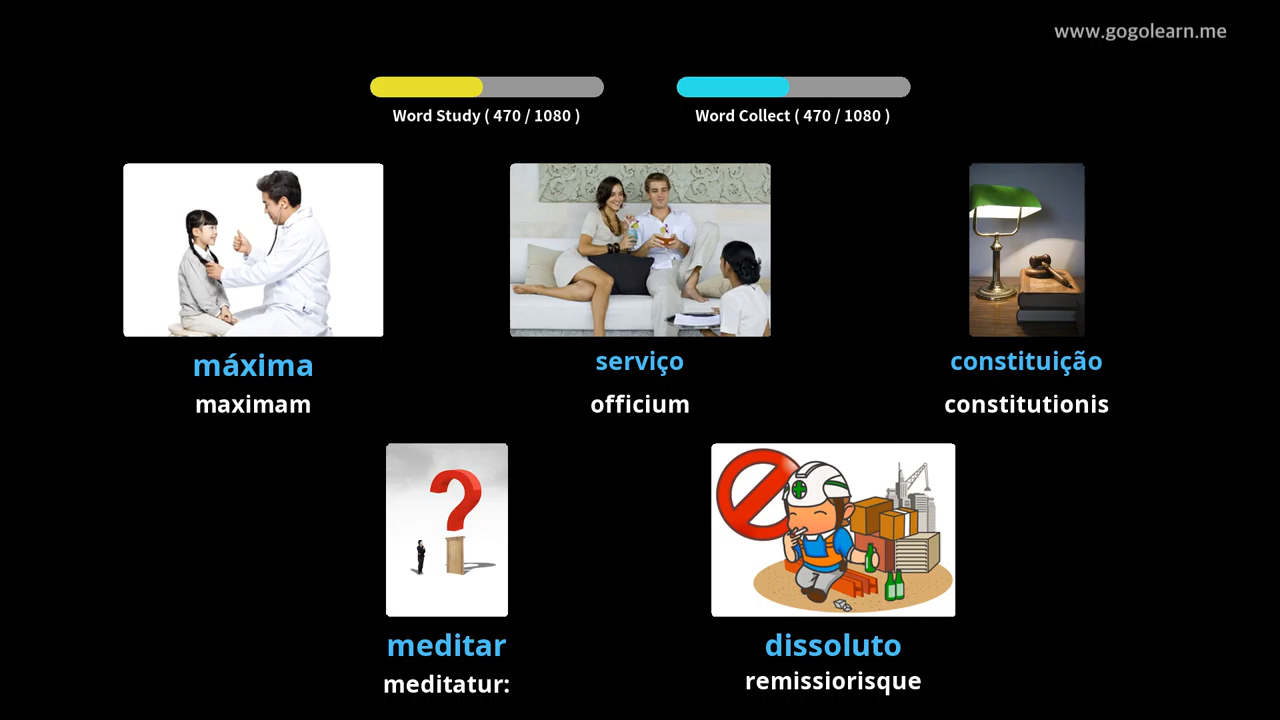 www.gogolearn.me
Word Study ( 470 / 1080 )
Word Collect ( 470 / 1080 )
máxima
maximam
serviço
officium
constituição
constitutionis
meditar
meditatur:
dissoluto
remissiorisque